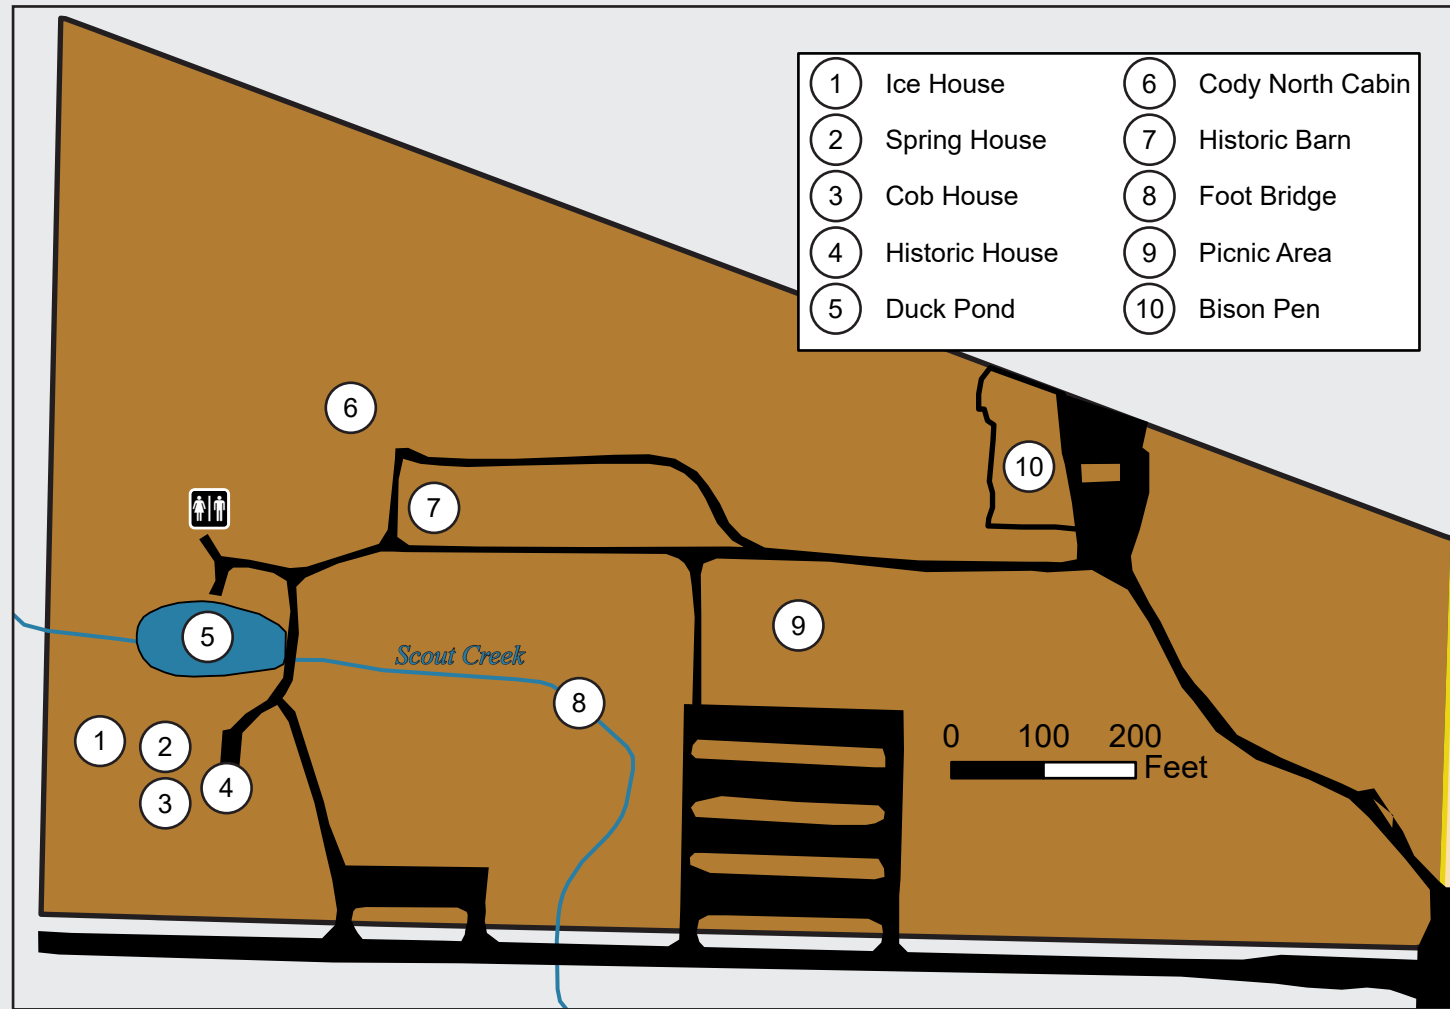 1 Ice House
2 Spring House
3 Cob House
4 Historic House
5 Duck Pond
6 Cody North Cabin
7 Historic Barn
8 Foot Bridge
9 Picnic Area
10 Bison Pen
6
10
7
9
5
Scout Creek
8
1
2
0 100 200
Feet
4
3